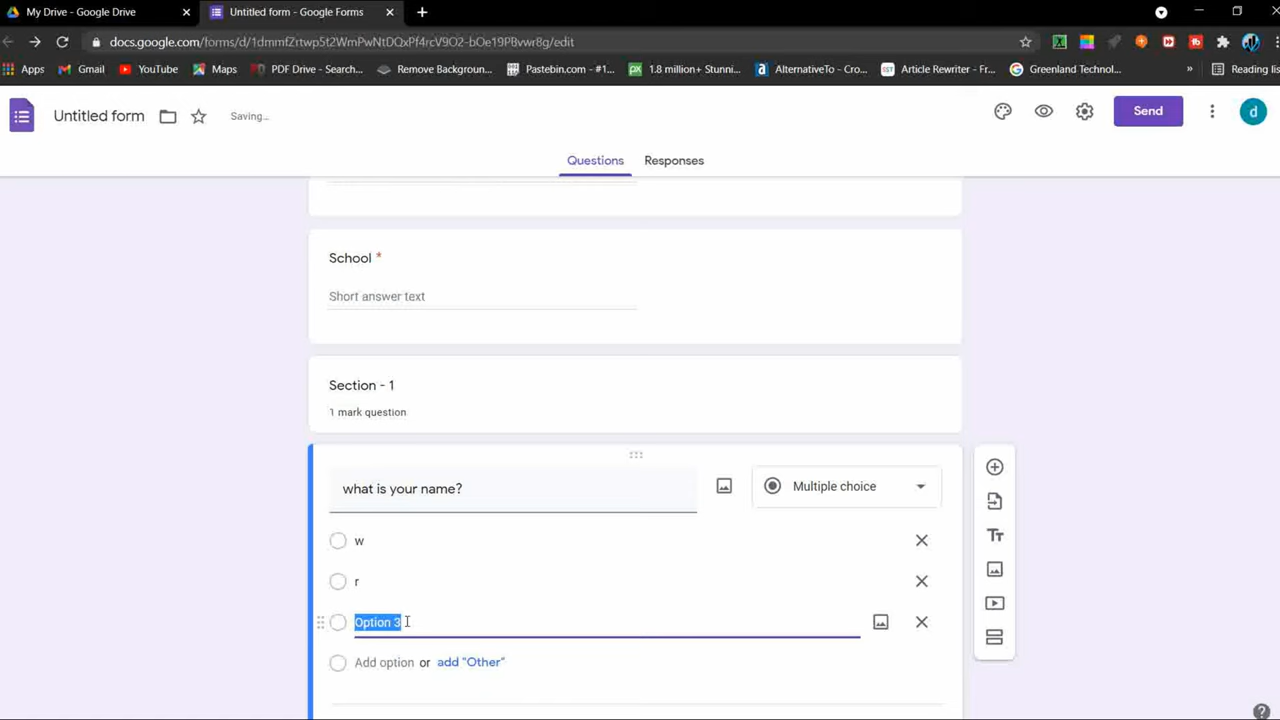 My Drive - Google Drive
Untitled form - Google Forms
docs.google.com/forms/d/1dmmfZrtwp5t2WmPwNtDQxPf4rcV9O2-bOe19PBvwr8g/edit
Apps
Gmail
YouTube
Maps
PDF Drive - Search...
Remove Backgroun...
Pastebin.com - #1...
1.8 million+ Stunni...
AlternativeTo - Cro...
Article Rewriter - Fr...
Greenland Technol...
»
Reading list
Untitled form
Saving...
Send
d
Questions
Responses
School *
Short answer text
Section - 1
1 mark question
what is your name?
Multiple choice
w
r
Option 3
Add option or add "Other"